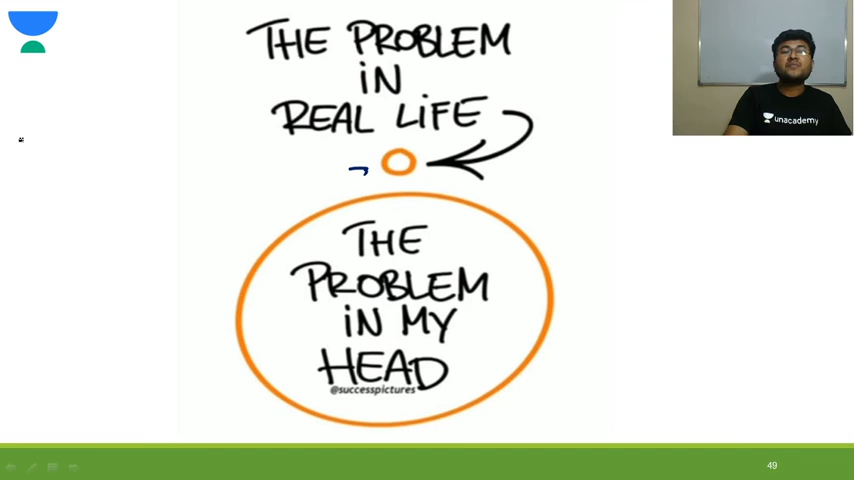 THE PROBLEM
iN
REAL LiFE
THE
PROBLEM
iN MY
HEAD
@successpictures
unacademy
49